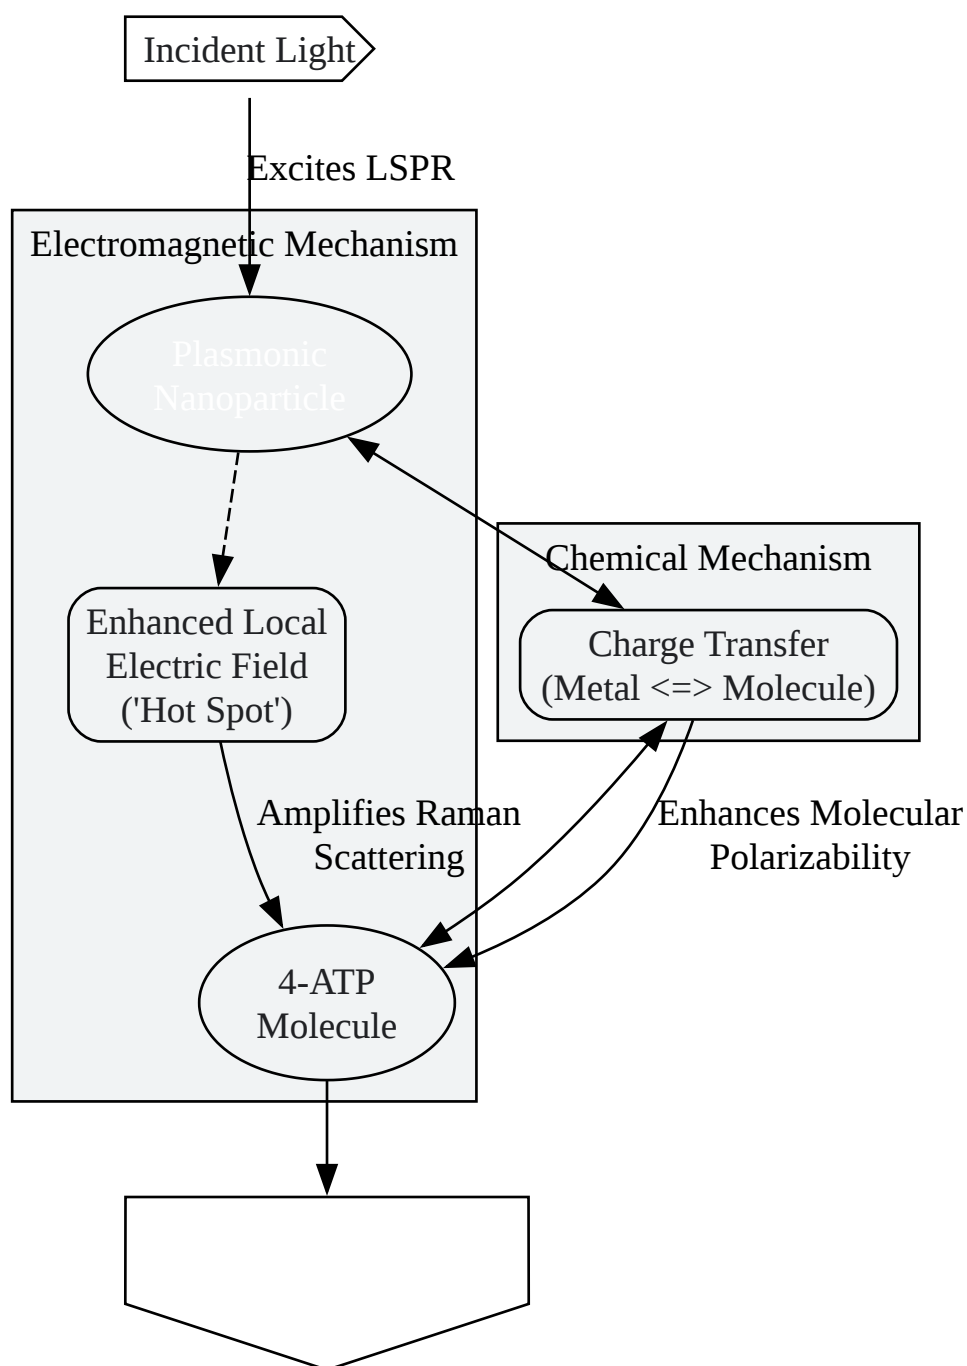 Incident Light
Excites LSPR
Electromagnetic Mechanism
Plasmonic
Nanoparticle
Chemical Mechanism
Charge Transfer
(Metal <=> Molecule)
Enhanced Local
Electric Field
('Hot Spot')
Amplifies Raman
Scattering
Enhances Molecular
Polarizability
4-ATP
Molecule